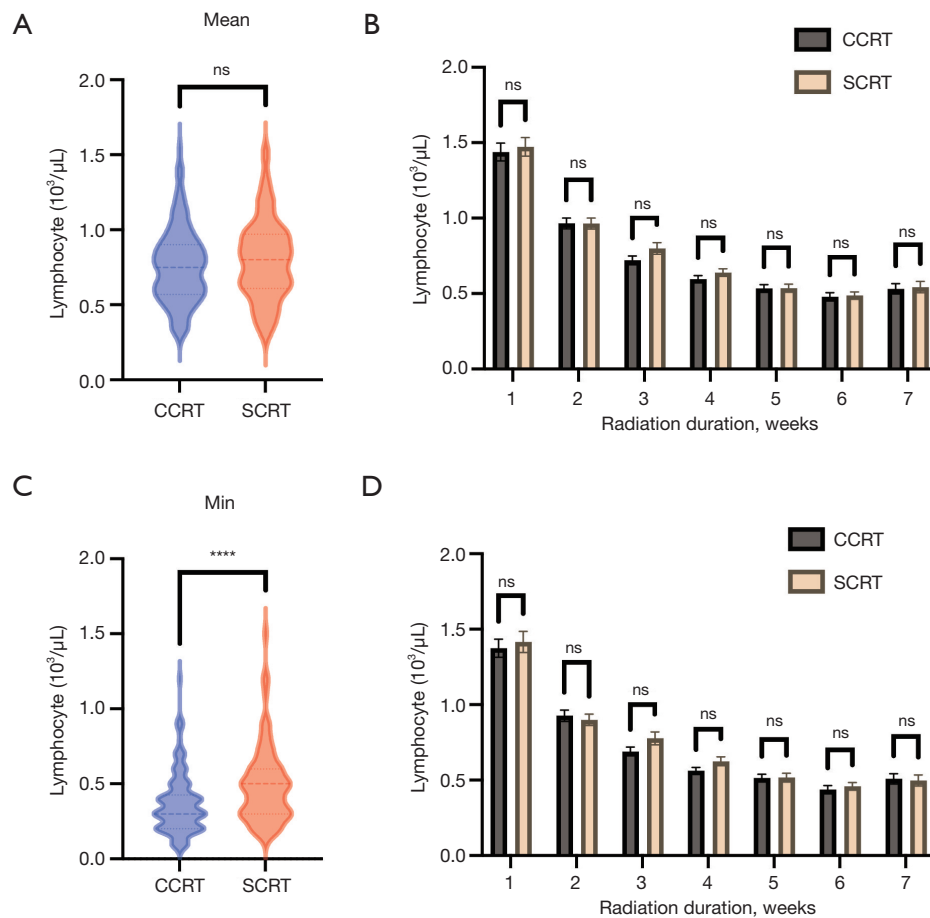 A
Mean
ns
Lymphocyte (10³/µL)
2.0
1.5
1.0
0.5
0.0
CCRT SCRT
B
CCRT
SCRT
Lymphocyte (10³/µL)
2.0
1.5
1.0
0.5
0.0
ns ns ns ns ns ns ns
1 2 3 4 5 6 7
Radiation duration, weeks
C
Min
****
Lymphocyte (10³/µL)
2.0
1.5
1.0
0.5
0.0
CCRT SCRT
D
CCRT
SCRT
Lymphocyte (10³/µL)
2.0
1.5
1.0
0.5
0.0
ns ns ns ns ns ns ns
1 2 3 4 5 6 7
Radiation duration, weeks